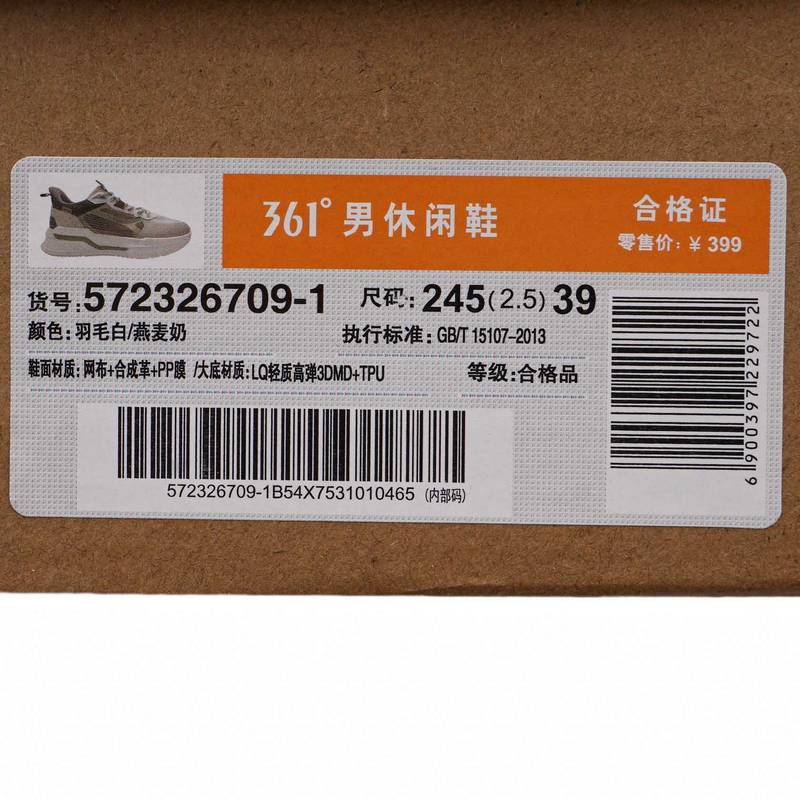 361° 男休闲鞋
合格证
零售价: ¥ 399
货号: 572326709-1 尺码: 245(2.5) 39
颜色: 羽毛白/燕麦奶 执行标准: GB/T 15107-2013
鞋面材质: 网布+合成革+PP膜 /大底材质: LQ轻质高弹3DMD+TPU 等级: 合格品
572326709-1B54X7531010465 (内部码)
6 900397 229722